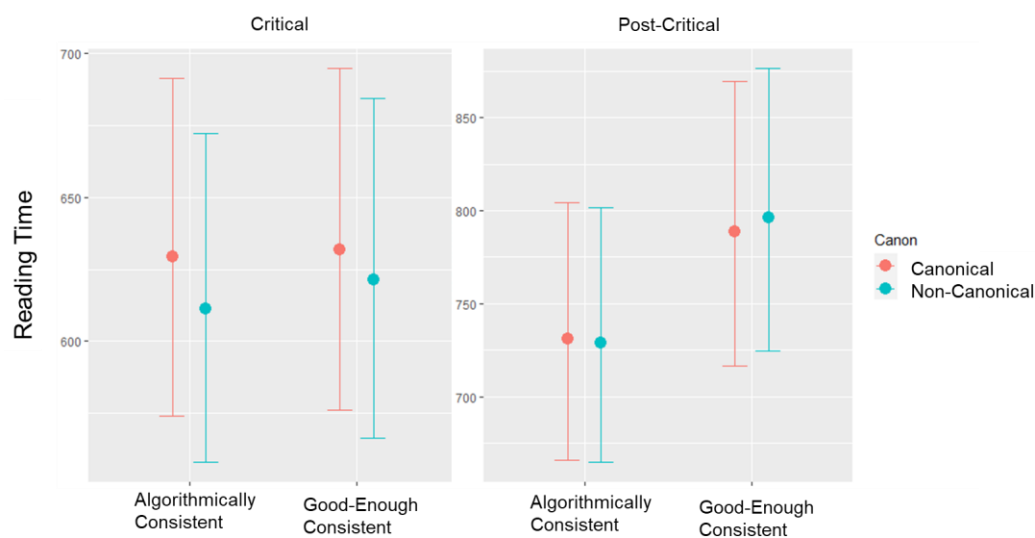 Critical
Post-Critical
Reading Time
700
650
600
850
800
750
700
Algorithmically
Consistent
Good-Enough
Consistent
Algorithmically
Consistent
Good-Enough
Consistent
Canon
Canonical
Non-Canonical